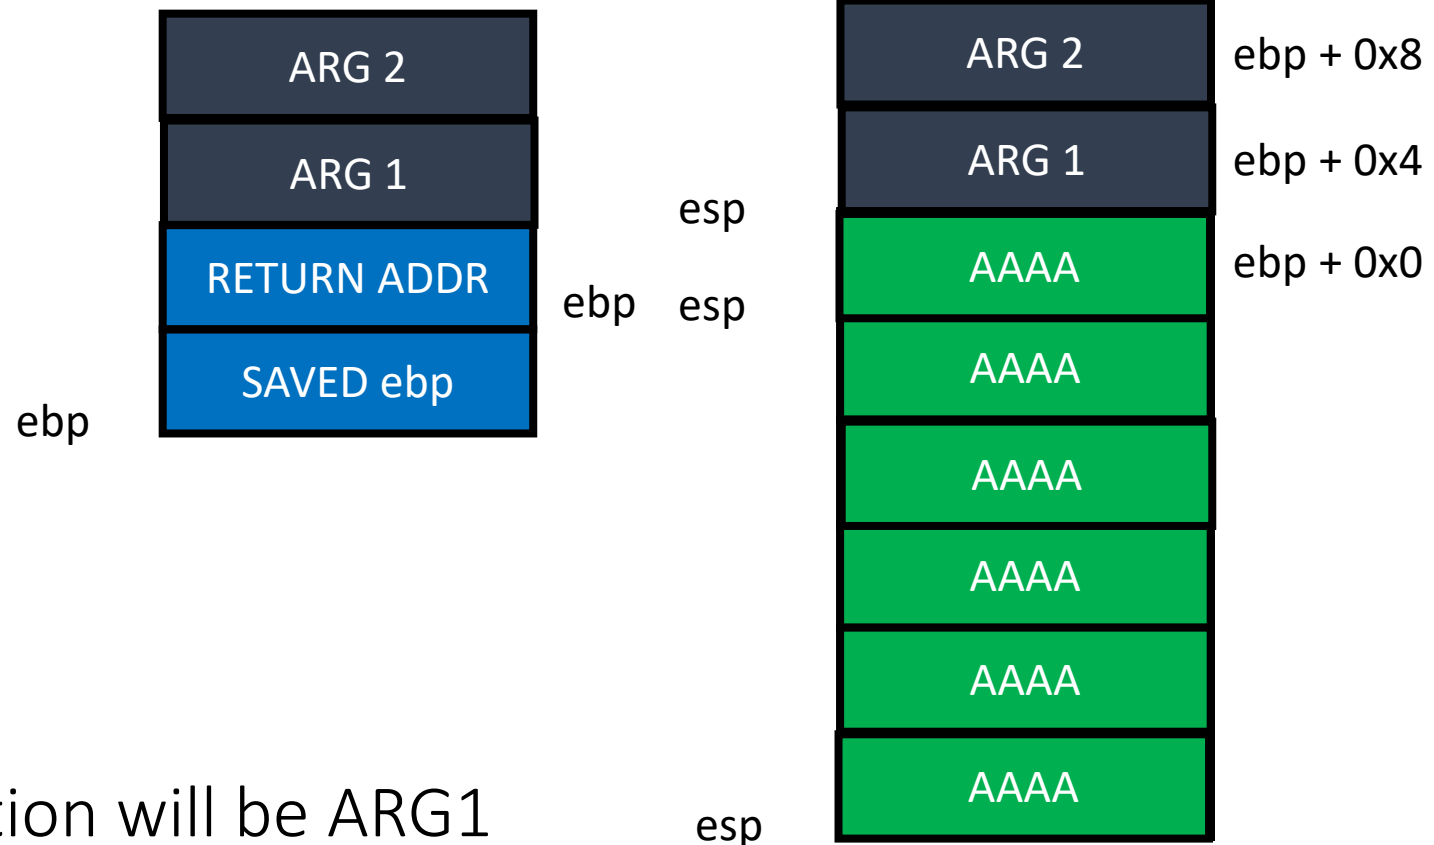 ARG 2
ARG 1
RETURN ADDR
SAVED ebp
ebp
ebp
esp
esp
esp
ARG 2
ARG 1
AAAA
AAAA
AAAA
AAAA
AAAA
AAAA
ebp + 0x8
ebp + 0x4
ebp + 0x0
will be ARG1